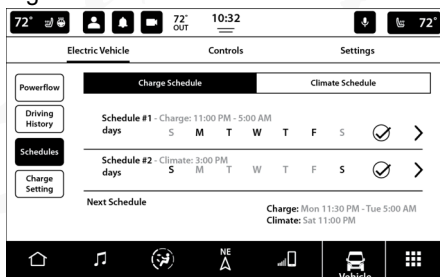 72° 72° OUT 10:32 72°
Electric Vehicle Controls Settings
Powerflow Charge Schedule Climate Schedule
Driving History
Schedule #1 - Charge: 11:00 PM - 5:00 AM
days S M T W T F S
Schedules
Schedule #2 - Climate: 3:00 PM
days S M T W T F S
Charge Setting
Next Schedule
Charge: Mon 11:30 PM - Tue 5:00 AM
Climate: Sat 11:00 PM
NE
Vehicle